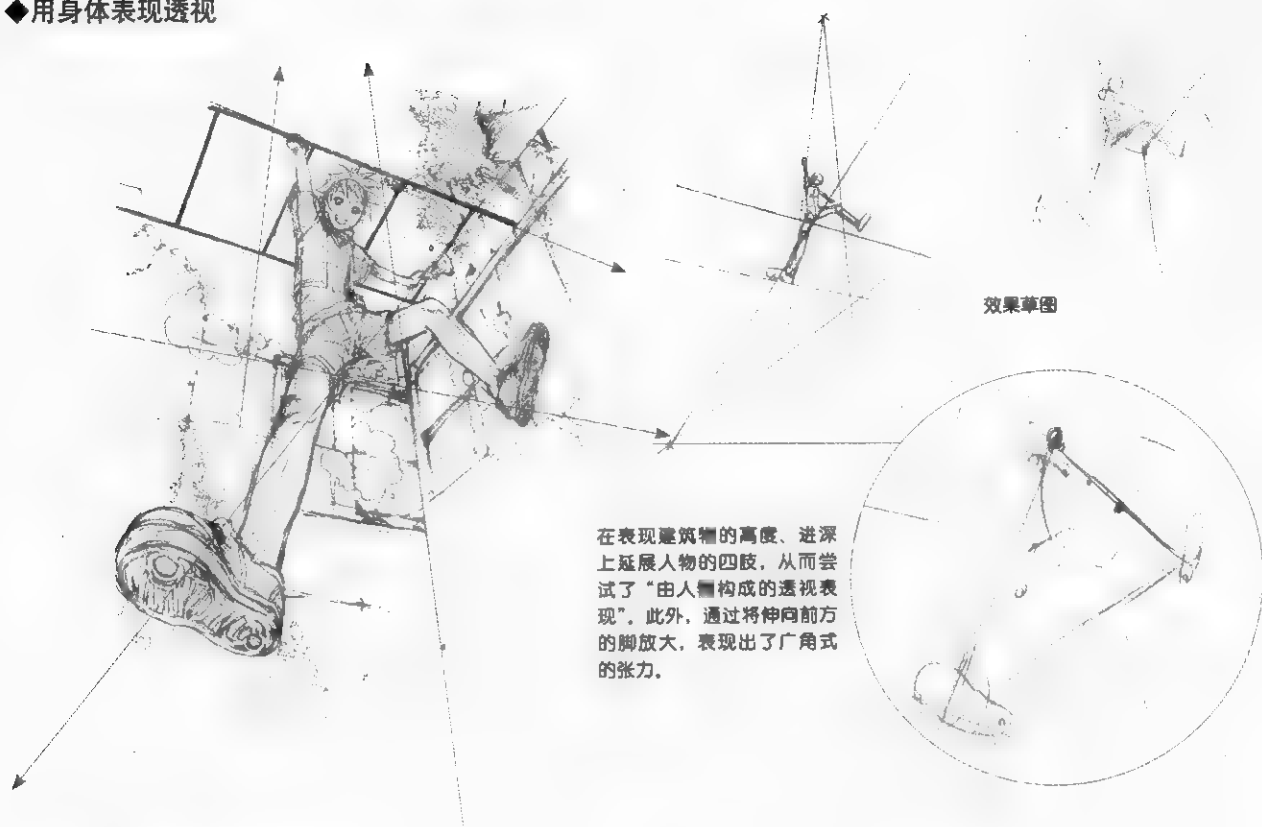 ◆用身体表现透视
效果草图
在表现建筑的高度、进深
上延展人物的四肢，从而尝
试了“由人构成的透视表
现”。此外，通过将伸向前方
的脚放大，表现出了广角式
的张力。